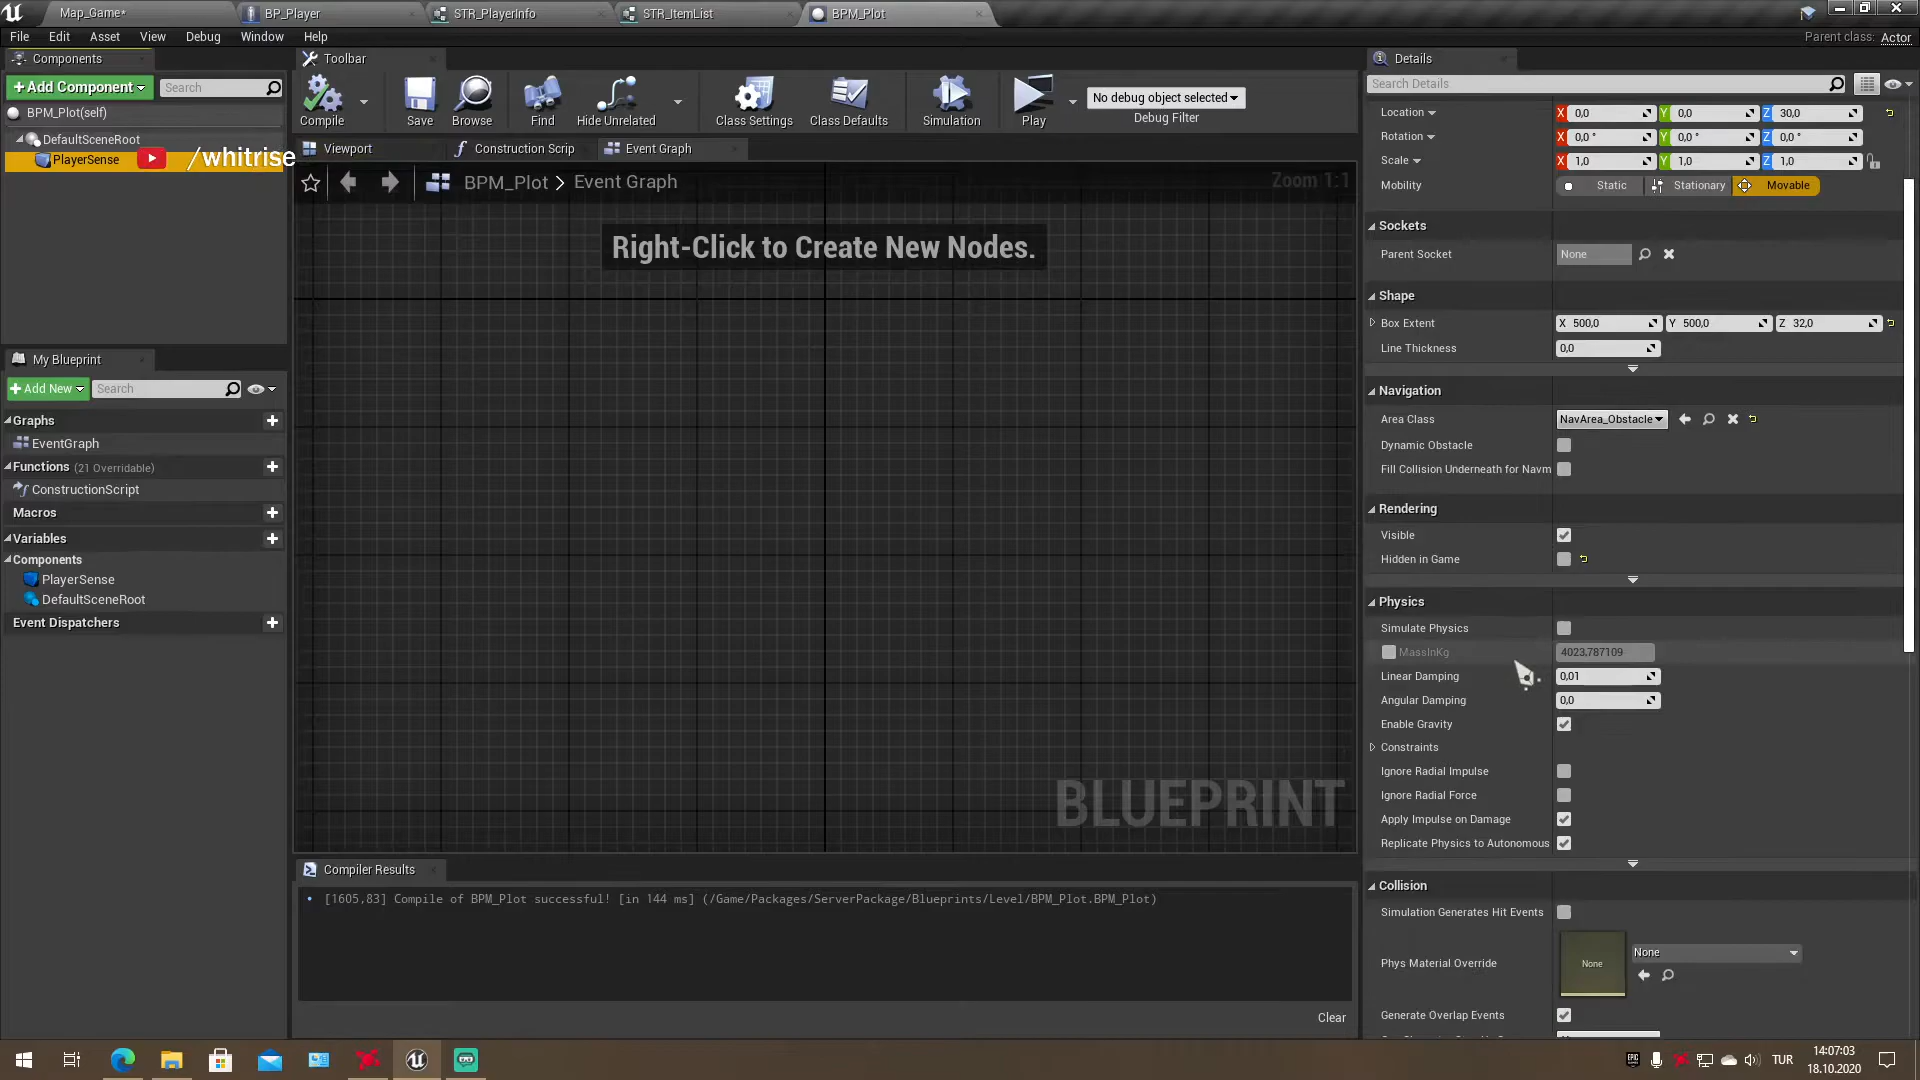 Map_Game*
BP_Player
STR_PlayerInfo
STR_ItemList
BPM_Plot
File Edit Asset View Debug Window Help
Parent class: Actor
Components
+Add Component
Search
BPM_Plot(self)
DefaultSceneRoot
PlayerSense
/whitrise
My Blueprint
+Add New
Search
Graphs
EventGraph
Functions (21 Overridable)
ConstructionScript
Macros
Variables
Components
PlayerSense
DefaultSceneRoot
Event Dispatchers
Toolbar
Compile
Save
Browse
Find
Hide Unrelated
Class Settings
Class Defaults
Simulation
Play
No debug object selected
Debug Filter
Viewport
Construction Scrip
Event Graph
BPM_Plot > Event Graph
Zoom 1:1
Right-Click to Create New Nodes.
BLUEPRINT
Compiler Results
[1605,83] Compile of BPM_Plot successful! [in 144 ms] (/Game/Packages/ServerPackage/Blueprints/Level/BPM_Plot.BPM_Plot)
Clear
Details
Search Details
Location X 0,0 Y 0,0 Z 30,0
Rotation X 0,0 ° Y 0,0 ° Z 0,0 °
Scale X 1,0 Y 1,0 Z 1,0
Mobility Static Stationary Movable
Sockets
Parent Socket None
Shape
Box Extent X 500,0 Y 500,0 Z 32,0
Line Thickness 0,0
Navigation
Area Class NavArea_Obstacle
Dynamic Obstacle
Fill Collision Underneath for Navm
Rendering
Visible
Hidden in Game
Physics
Simulate Physics
MassInKg 4023,787109
Linear Damping 0,01
Angular Damping 0,0
Enable Gravity
Constraints
Ignore Radial Impulse
Ignore Radial Force
Apply Impulse on Damage
Replicate Physics to Autonomous
Collision
Simulation Generates Hit Events
Phys Material Override None None
Generate Overlap Events
TUR
14:07:03
18.10.2020